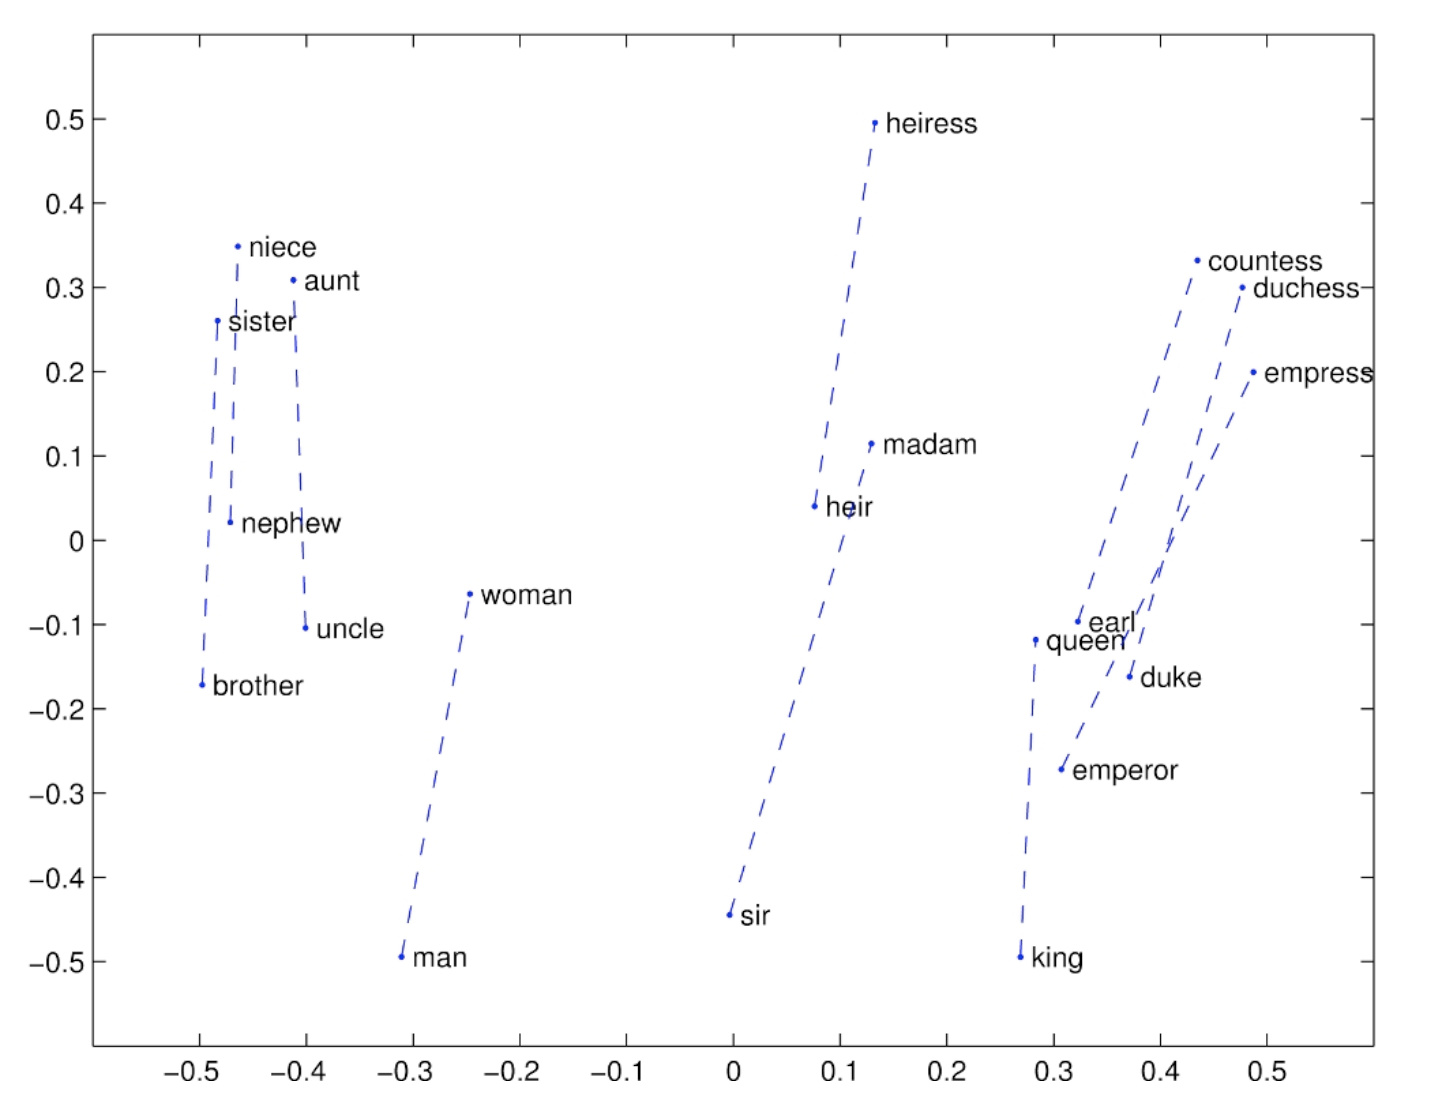 0.5
0.4
0.3
0.2
0.1
0
−0.1
−0.2
−0.3
−0.4
−0.5
heiress
niece
countess
aunt
duchess
sister
empress
madam
heir
nephew
woman
earl
uncle
queen
duke
brother
emperor
sir
man
king
−0.5 −0.4 −0.3 −0.2 −0.1 0 0.1 0.2 0.3 0.4 0.5